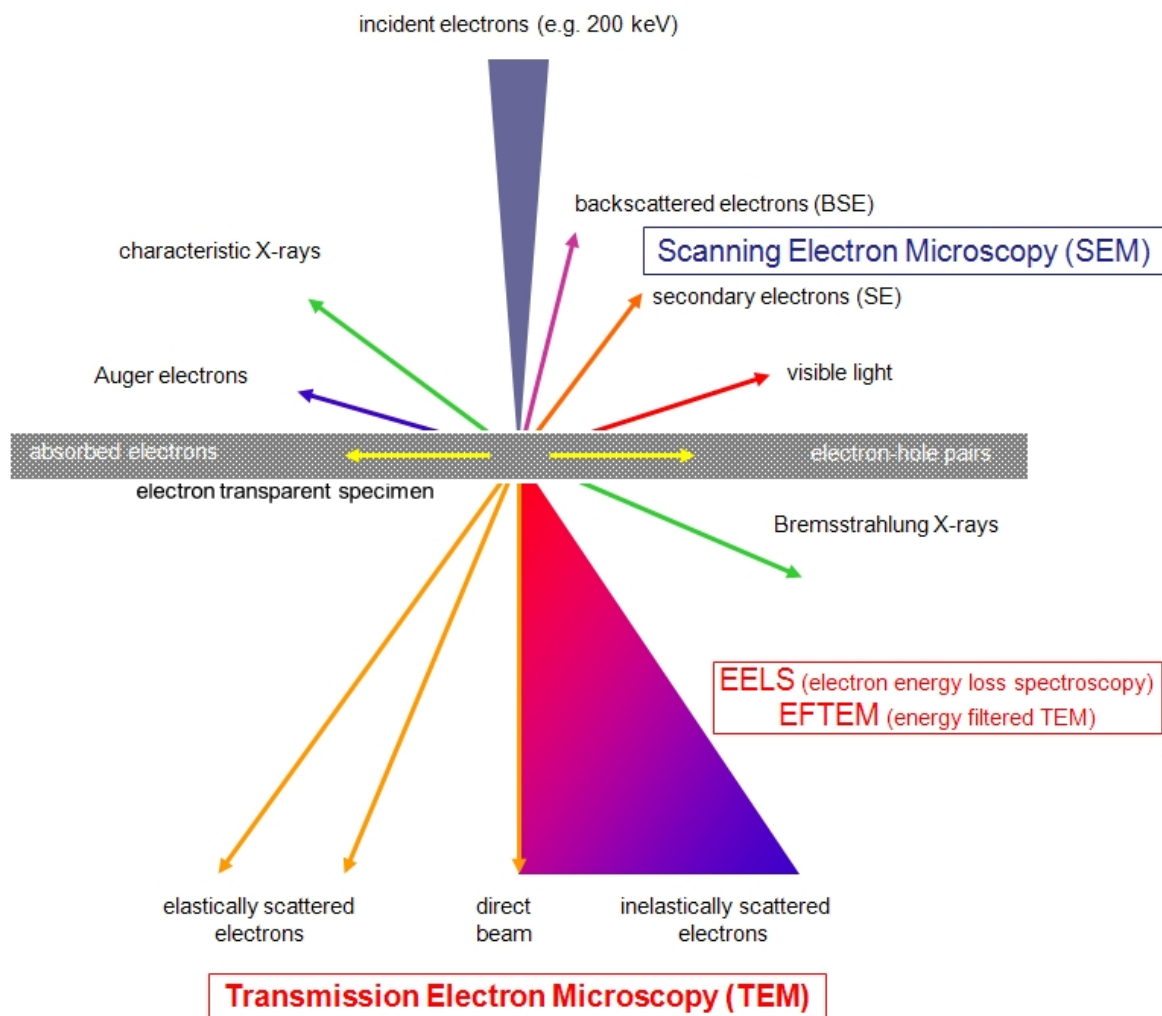 incident electrons (e.g. 200 keV)
backscattered electrons (BSE)
characteristic X-rays
Scanning Electron Microscopy (SEM)
secondary electrons (SE)
Auger electrons
visible light
absorbed electrons
electron-hole pairs
electron transparent specimen
Bremsstrahlung X-rays
EELS (electron energy loss spectroscopy)
EFTEM (energy filtered TEM)
elastically scattered
electrons
direct
beam
inelastically scattered
electrons
Transmission Electron Microscopy (TEM)